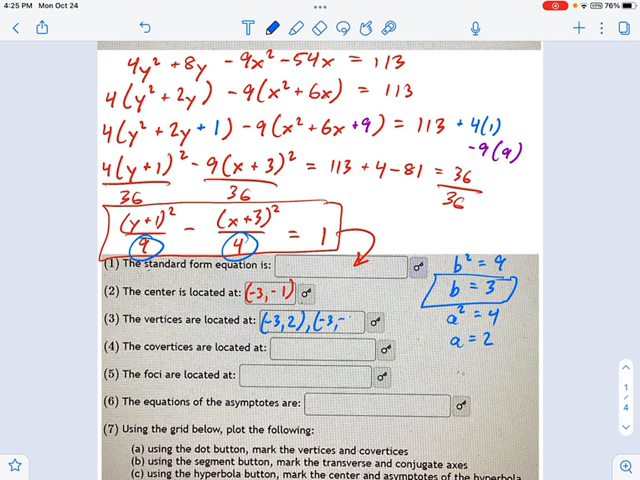 4:25 PM Mon Oct 24
76%
4y² + 8y - 9x² - 54x = 113
4(y² + 2y) - 9(x² + 6x) = 113
4(y² + 2y + 1) - 9(x² + 6x + 9) = 113 + 4(1)
- 9(9)
4(y+1)²/36 - 9(x+3)²/36 = 113 + 4 - 81 = 36/36
(y+1)²/9 - (x+3)²/4 = 1
(1) The standard form equation is:
b² = 9
(2) The center is located at: (-3, -1)
b = 3
(3) The vertices are located at: (-3, 2), (-3, -
a² = 4
a = 2
(4) The covertices are located at:
(5) The foci are located at:
(6) The equations of the asymptotes are:
1/4
(7) Using the grid below, plot the following:
(a) using the dot button, mark the vertices and covertices
(b) using the segment button, mark the transverse and conjugate axes
(c) using the hyperbola button, mark the center and asymptotes of the hyperbola